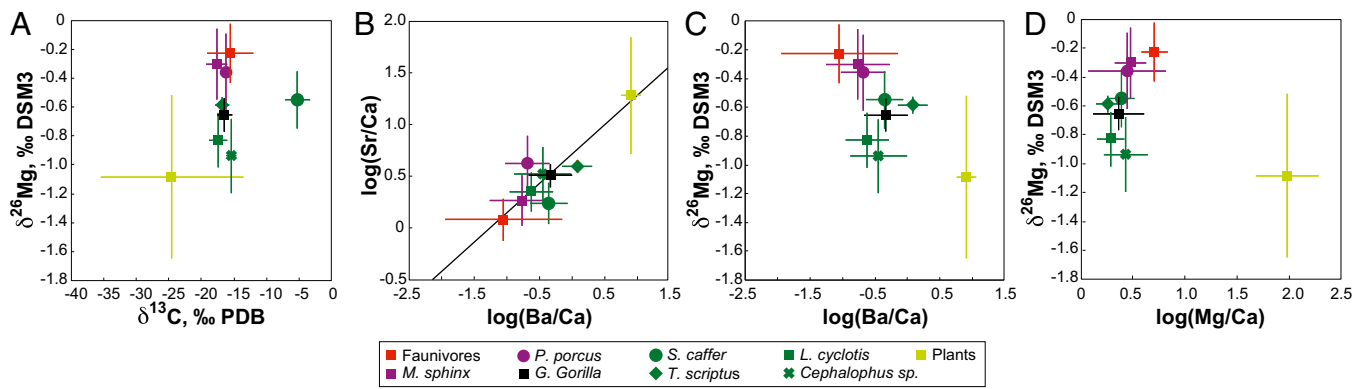 A
δ26Mg, ‰ DSM3
0
-0.2
-0.4
-0.6
-0.8
-1.0
-1.2
-1.4
-1.6
-1.8
-40 -35 -30 -25 -20 -15 -10 -5 0
δ13C, ‰ PDB
B
log(Sr/Ca)
2.0
1.5
1.0
0.5
0
-0.5
-2.5 -1.5 -0.5 0.5 1.5
log(Ba/Ca)
C
δ26Mg, ‰ DSM3
0
-0.2
-0.4
-0.6
-0.8
-1.0
-1.2
-1.4
-1.6
-1.8
-2.5 -1.5 -0.5 0.5 1.5
log(Ba/Ca)
D
δ26Mg, ‰ DSM3
0
-0.2
-0.4
-0.6
-0.8
-1.0
-1.2
-1.4
-1.6
-1.8
0 0.5 1.0 1.5 2.0 2.5
log(Mg/Ca)
Faunivores P. porcus S. caffer L. cyclotis Plants
M. sphinx G. Gorilla T. scriptus Cephalophus sp.